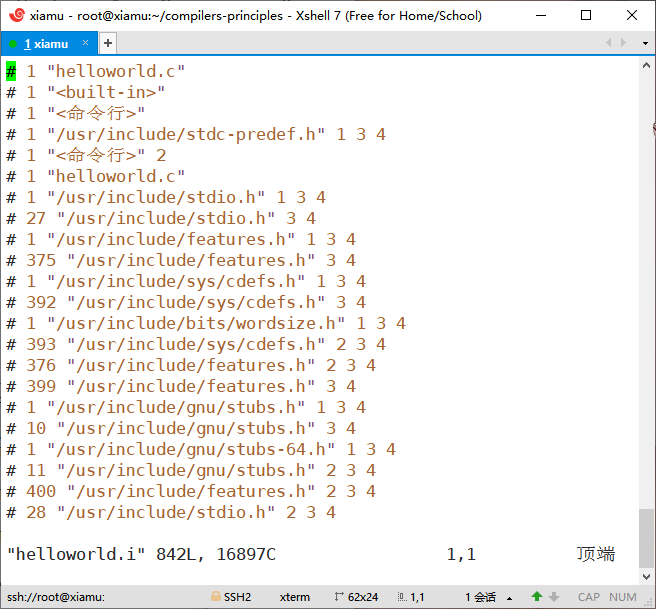 xiamu - root@xiamu:~/compilers-principles - Xshell 7 (Free for Home/School)
1 xiamu
# 1 "helloworld.c"
# 1 "<built-in>"
# 1 "<命令行>"
# 1 "/usr/include/stdc-predef.h" 1 3 4
# 1 "<命令行>" 2
# 1 "helloworld.c"
# 1 "/usr/include/stdio.h" 1 3 4
# 27 "/usr/include/stdio.h" 3 4
# 1 "/usr/include/features.h" 1 3 4
# 375 "/usr/include/features.h" 3 4
# 1 "/usr/include/sys/cdefs.h" 1 3 4
# 392 "/usr/include/sys/cdefs.h" 3 4
# 1 "/usr/include/bits/wordsize.h" 1 3 4
# 393 "/usr/include/sys/cdefs.h" 2 3 4
# 376 "/usr/include/features.h" 2 3 4
# 399 "/usr/include/features.h" 3 4
# 1 "/usr/include/gnu/stubs.h" 1 3 4
# 10 "/usr/include/gnu/stubs.h" 3 4
# 1 "/usr/include/gnu/stubs-64.h" 1 3 4
# 11 "/usr/include/gnu/stubs.h" 2 3 4
# 400 "/usr/include/features.h" 2 3 4
# 28 "/usr/include/stdio.h" 2 3 4
"helloworld.i" 842L, 16897C 1,1 顶端
ssh://root@xiamu: SSH2 xterm 62x24 1,1 1 会话 CAP NUM